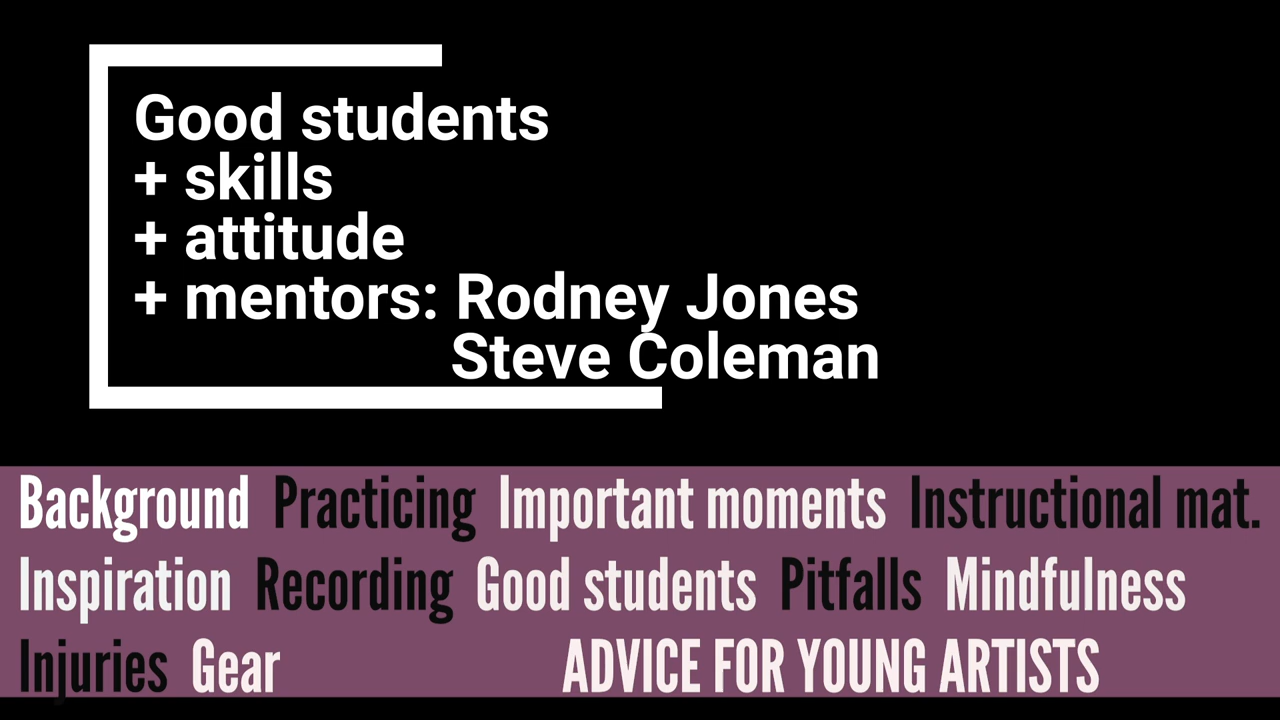 Good students
+ skills
+ attitude
+ mentors: Rodney Jones
Steve Coleman
Background Practicing Important moments Instructional mat.
Inspiration Recording Good students Pitfalls Mindfulness
Injuries Gear ADVICE FOR YOUNG ARTISTS